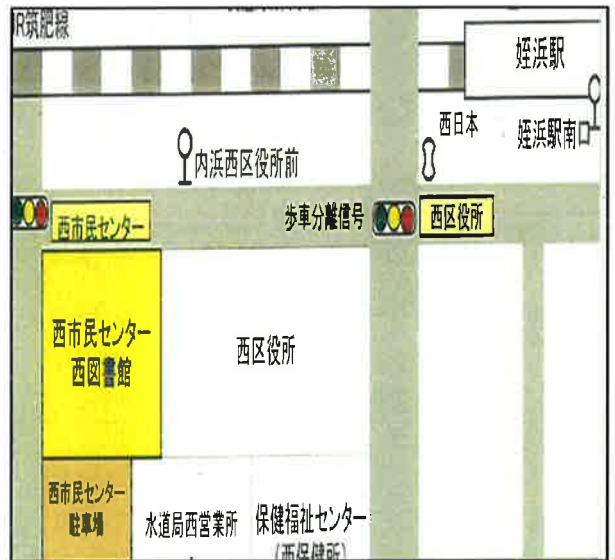 JR筑肥線
姪浜駅
西日本
姪浜駅南口
内浜西区役所前
西市民センター
歩車分離信号
西区役所
西市民センター
西図書館
西区役所
西市民センター
駐車場
水道局西営業所
保健福祉センター
(西保健所)